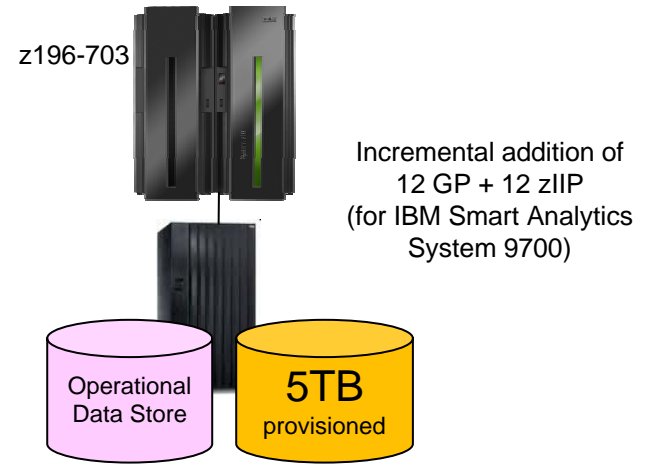 z196-703
Incremental addition of
12 GP + 12 zIIP
(for IBM Smart Analytics
System 9700)
Operational
Data Store
5TB
provisioned